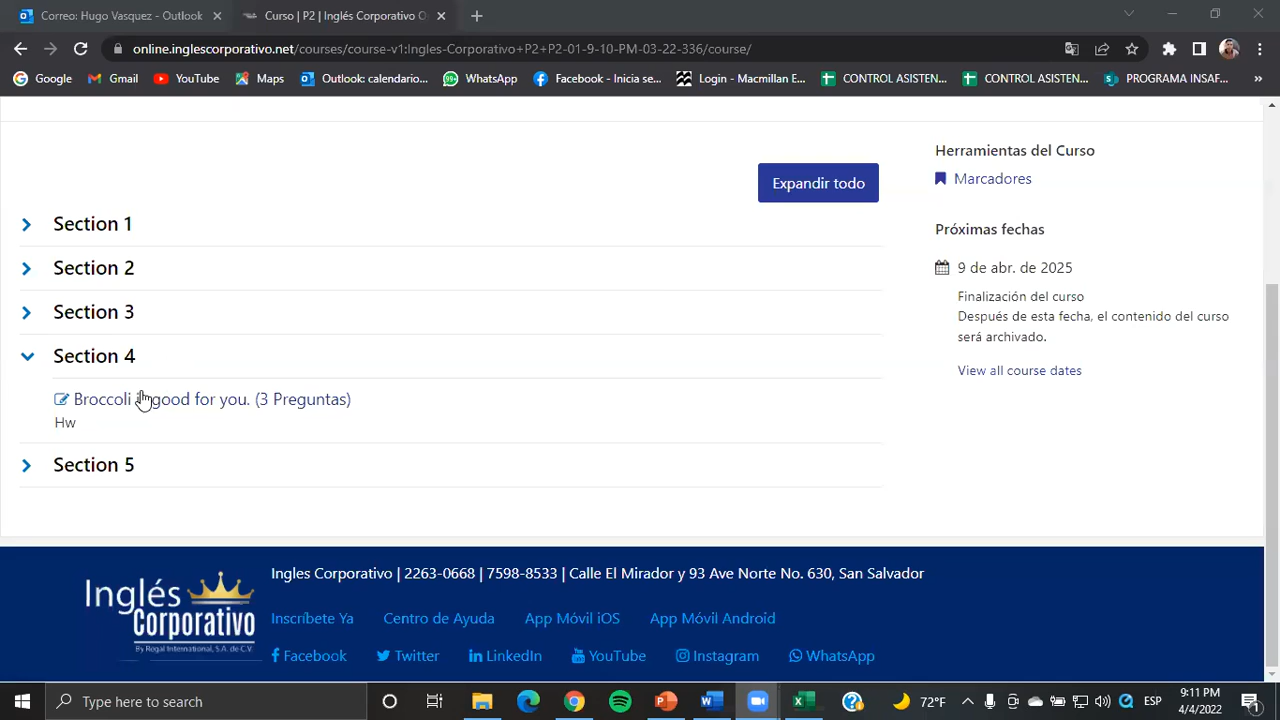 Correo: Hugo Vasquez - Outlook
Curso | P2 | Inglés Corporativo O
online.inglescorporativo.net/courses/course-v1:Ingles-Corporativo+P2+P2-01-9-10-PM-03-22-336/course/
Google
Gmail
YouTube
Maps
Outlook: calendario...
WhatsApp
Facebook - Inicia se...
Login - Macmillan E...
CONTROL ASISTEN...
CONTROL ASISTEN...
PROGRAMA INSAF...
Expandir todo
Section 1
Section 2
Section 3
Section 4
Broccoli good for you. (3 Preguntas)
Hw
Section 5
Herramientas del Curso
Marcadores
Próximas fechas
9 de abr. de 2025
Finalización del curso
Después de esta fecha, el contenido del curso
será archivado.
View all course dates
Inglés
Corporativo
By Regal International, S.A. de C.V.
Ingles Corporativo | 2263-0668 | 7598-8533 | Calle El Mirador y 93 Ave Norte No. 630, San Salvador
Inscríbete Ya Centro de Ayuda App Móvil iOS App Móvil Android
Facebook Twitter LinkedIn YouTube Instagram WhatsApp
Type here to search
72°F
ESP
9:11 PM
4/4/2022
1